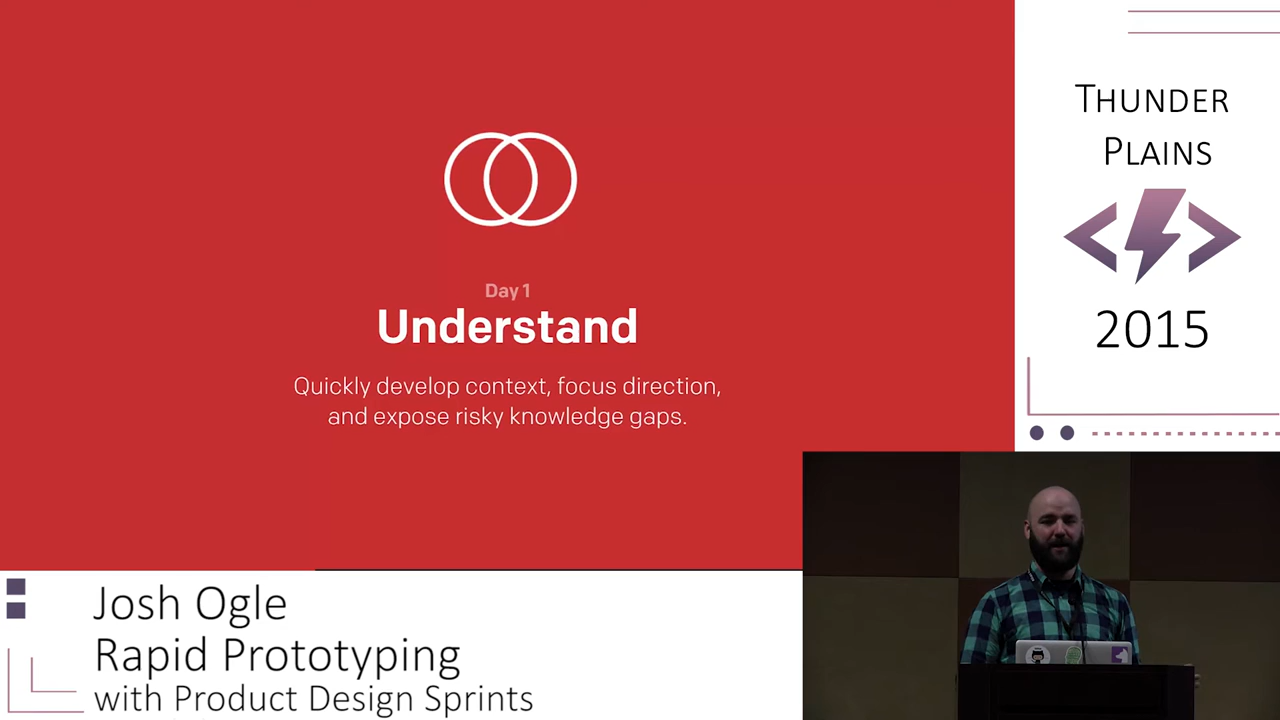 Day 1
Understand
Quickly develop context, focus direction,
and expose risky knowledge gaps.
THUNDER
PLAINS
2015
Josh Ogle
Rapid Prototyping
with Product Design Sprints